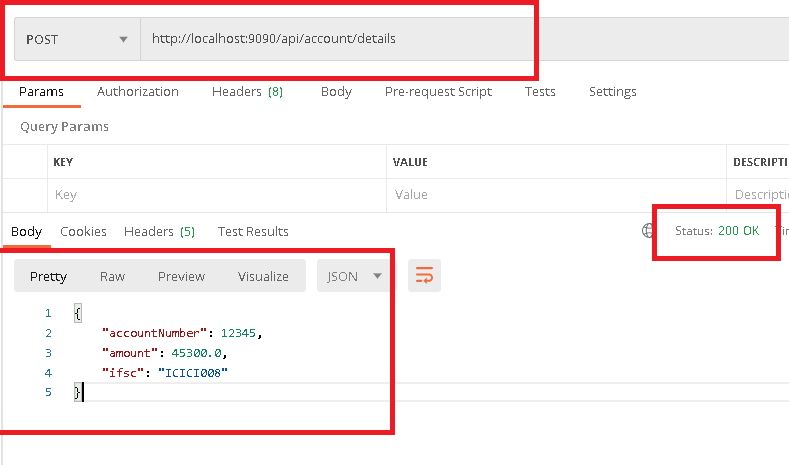 POST http://localhost:9090/api/account/details
Params Authorization Headers (8) Body Pre-request Script Tests Settings
Query Params
KEY VALUE DESCRIPTI
Key Value Descriptio
Body Cookies Headers (5) Test Results Status: 200 OK
Pretty Raw Preview Visualize JSON
1 {
2 "accountNumber": 12345,
3 "amount": 45300.0,
4 "ifsc": "ICICI008"
5 }